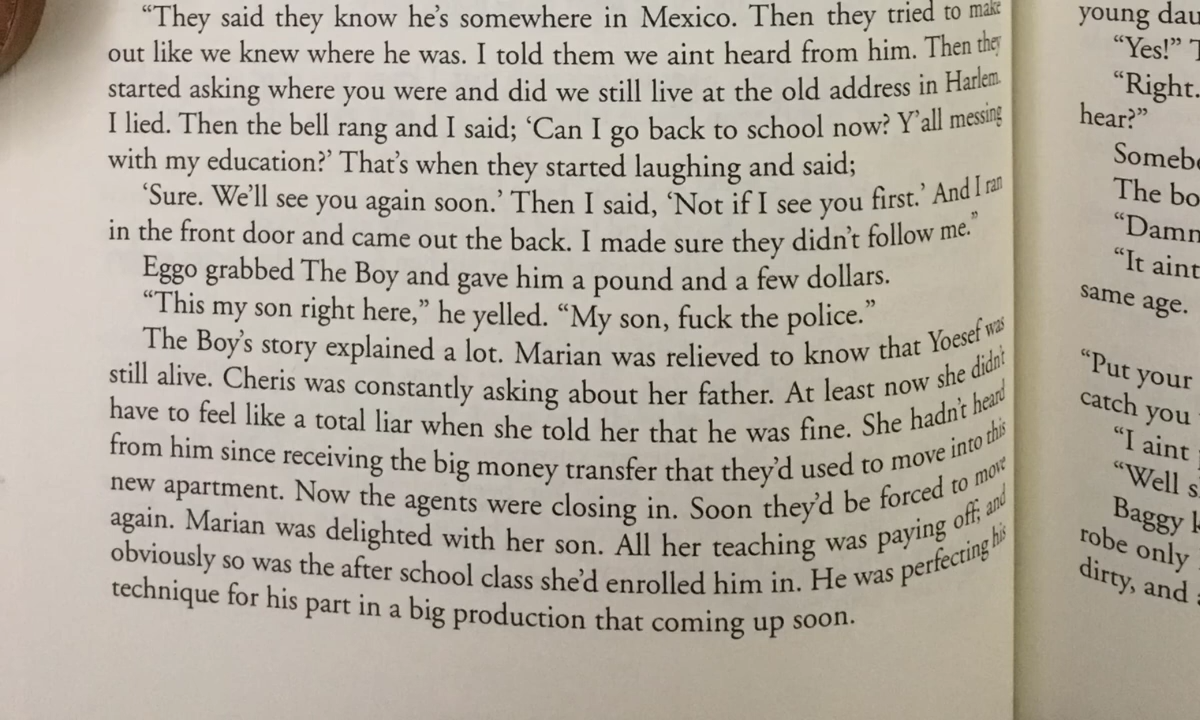 “They said they know he’s somewhere in Mexico. Then they tried to make
out like we knew where he was. I told them we aint heard from him. Then they
started asking where you were and did we still live at the old address in Harlem.
I lied. Then the bell rang and I said; ‘Can I go back to school now? Y’all messing
with my education?’ That’s when they started laughing and said;
‘Sure. We’ll see you again soon.’ Then I said, ‘Not if I see you first.’ And I ran
in the front door and came out the back. I made sure they didn’t follow me.”
Eggo grabbed The Boy and gave him a pound and a few dollars.
“This my son right here,” he yelled. “My son, fuck the police.”
The Boy’s story explained a lot. Marian was relieved to know that Yoesef was
still alive. Cheris was constantly asking about her father. At least now she didn’t
have to feel like a total liar when she told her that he was fine. She hadn’t heard
from him since receiving the big money transfer that they’d used to move into this
new apartment. Now the agents were closing in. Soon they’d be forced to move
again. Marian was delighted with her son. All her teaching was paying off; and
obviously so was the after school class she’d enrolled him in. He was perfecting his
technique for his part in a big production that coming up soon.
young
“Yes!”
“Right.
hear?”
The
“Damn
“It aint
same age.
“Put your
catch you
“I aint
“Well
Baggy
robe only
dirty, and